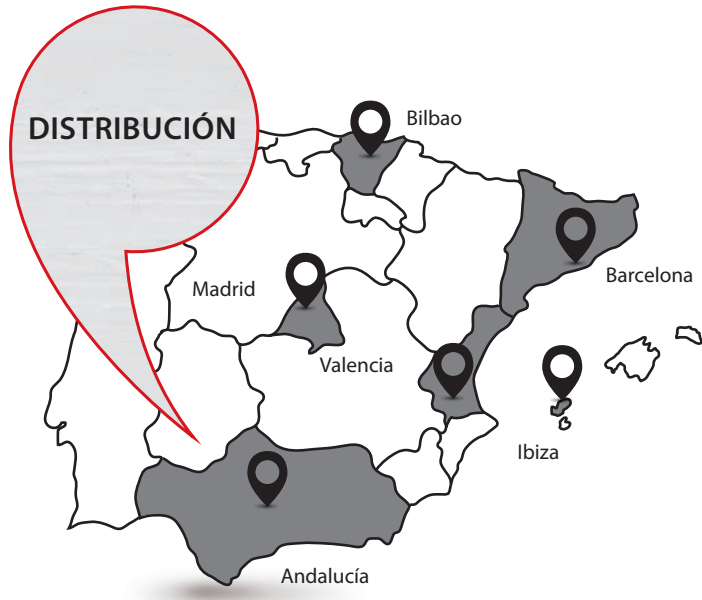 DISTRIBUCIÓN
Bilbao
Barcelona
Madrid
Valencia
Ibiza
Andalucía